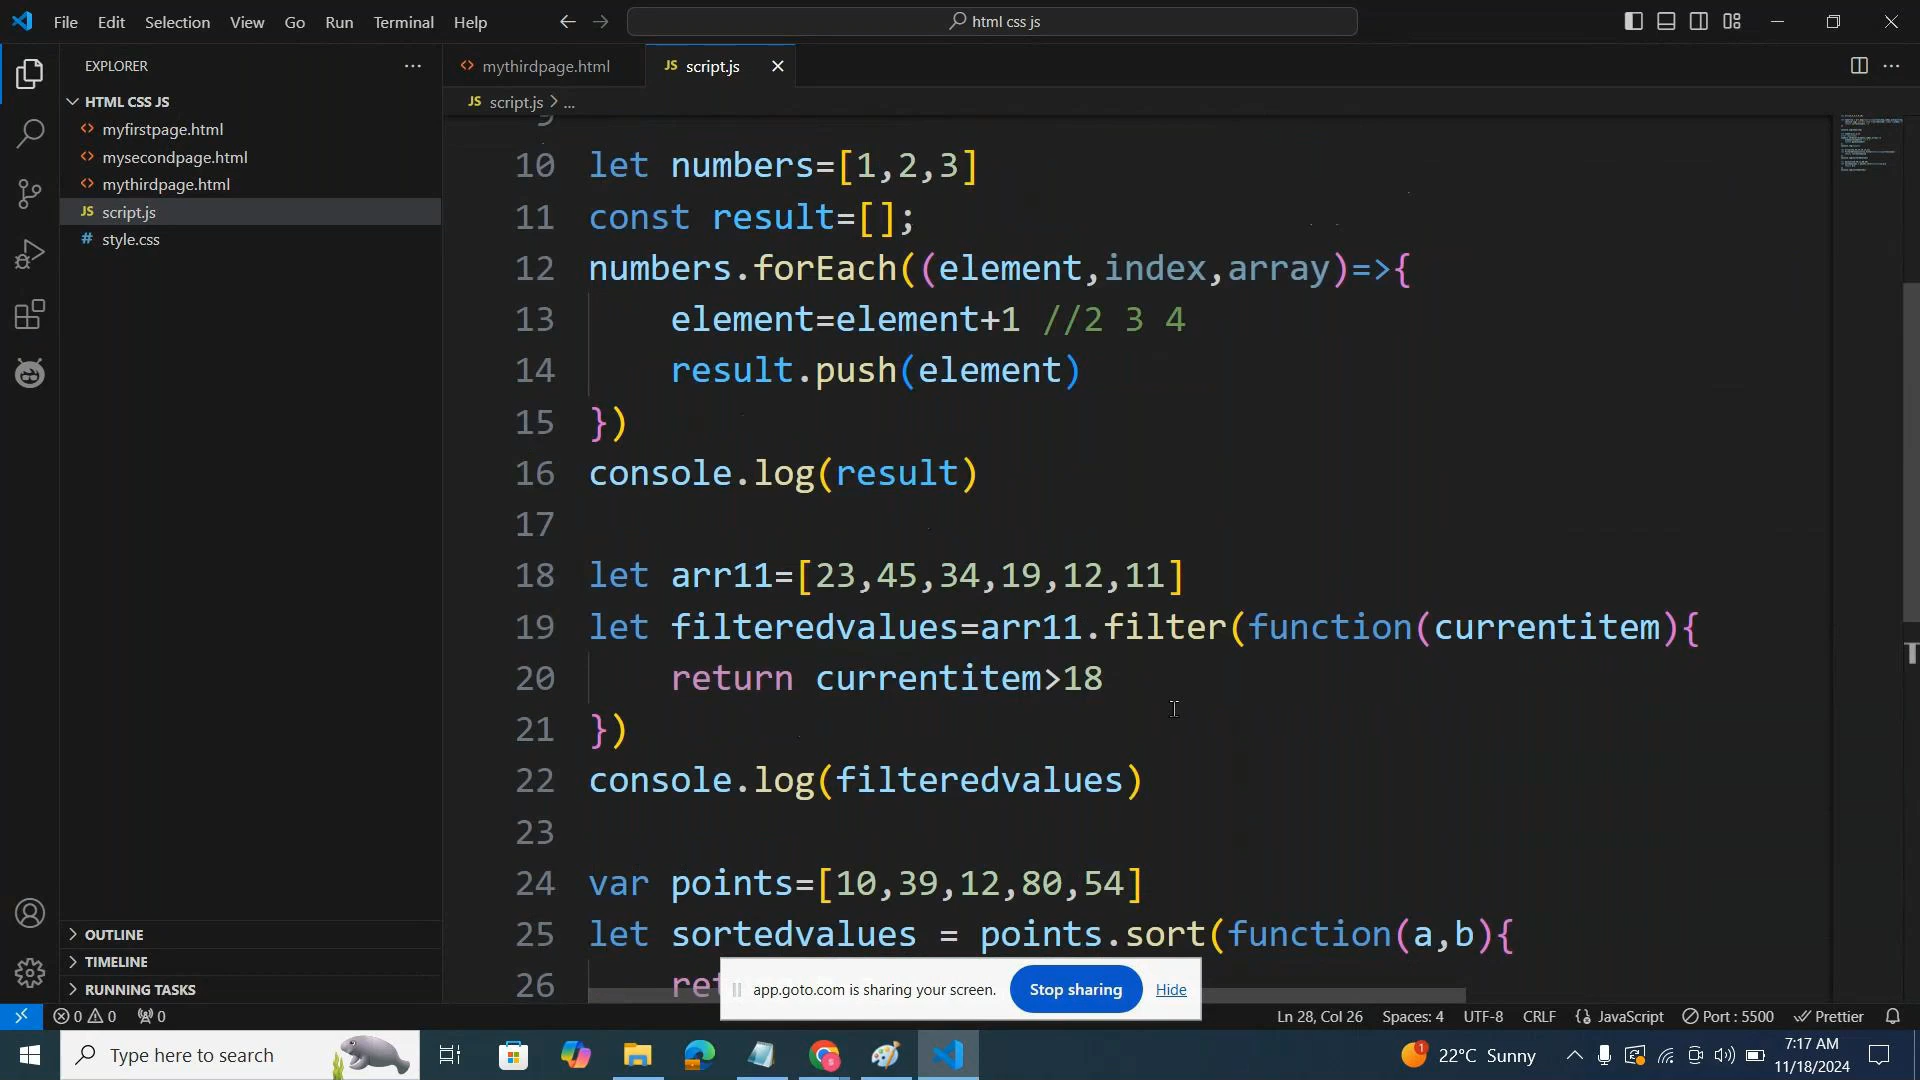 File Edit Selection View Go Run Terminal Help
html css js
EXPLORER
HTML CSS JS
myfirstpage.html
mysecondpage.html
mythirdpage.html
JS script.js
# style.css
OUTLINE
TIMELINE
RUNNING TASKS
mythirdpage.html JS script.js
JS script.js > ...
9
10 let numbers=[1,2,3]
11 const result=[];
12 numbers.forEach((element,index,array)=>{
13 element=element+1 //2 3 4
14 result.push(element)
15 })
16 console.log(result)
17
18 let arr11=[23,45,34,19,12,11]
19 let filteredvalues=arr11.filter(function(currentitem){
20 return currentitem>18
21 })
22 console.log(filteredvalues)
23
24 var points=[10,39,12,80,54]
25 let sortedvalues = points.sort(function(a,b){
26
app.goto.com is sharing your screen. Stop sharing Hide
0 0 0 Ln 28, Col 26 Spaces: 4 UTF-8 CRLF JavaScript Port : 5500 Prettier
Type here to search
1 22°C Sunny
7:17 AM
11/18/2024